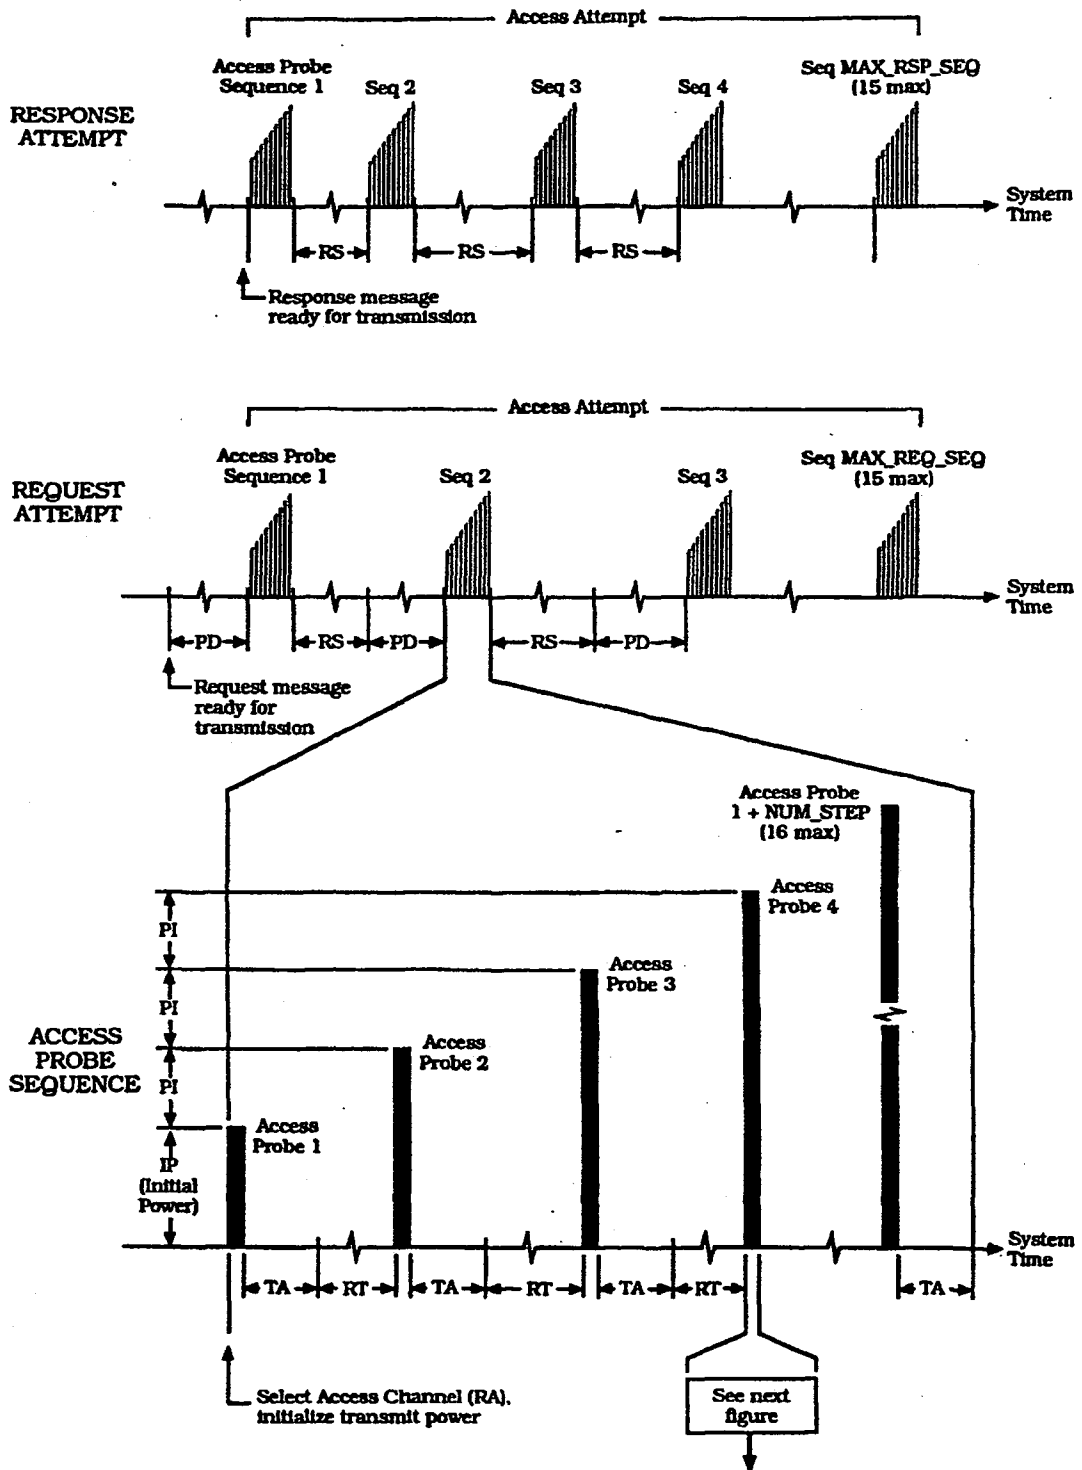 Access Attempt
Access Probe
Sequence 1
Seq 2
Seq 3
Seq 4
Seq MAX_RSP_SEQ
(15 max)
RESPONSE
ATTEMPT
System
Time
RS
RS
RS
Response message
ready for transmission
Access Attempt
Access Probe
Sequence 1
Seq 2
Seq 3
Seq MAX_REQ_SEQ
(15 max)
REQUEST
ATTEMPT
System
Time
PD
RS
PD
RS
PD
Request message
ready for
transmission
Access Probe
1 + NUM_STEP
(16 max)
Access
Probe 4
PI
Access
Probe 3
PI
ACCESS
PROBE
SEQUENCE
Access
Probe 2
PI
Access
Probe 1
IP
(Initial
Power)
System
Time
TA
RT
TA
RT
TA
RT
TA
Select Access Channel (RA),
initialize transmit power
See next
figure